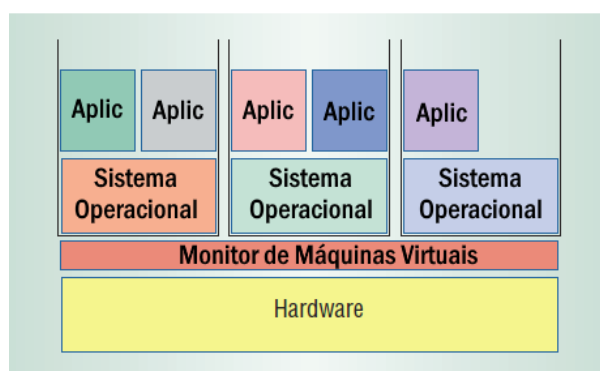 Aplic Aplic Aplic Aplic Aplic
Sistema Operacional
Sistema Operacional
Sistema Operacional
Monitor de Máquinas Virtuais
Hardware